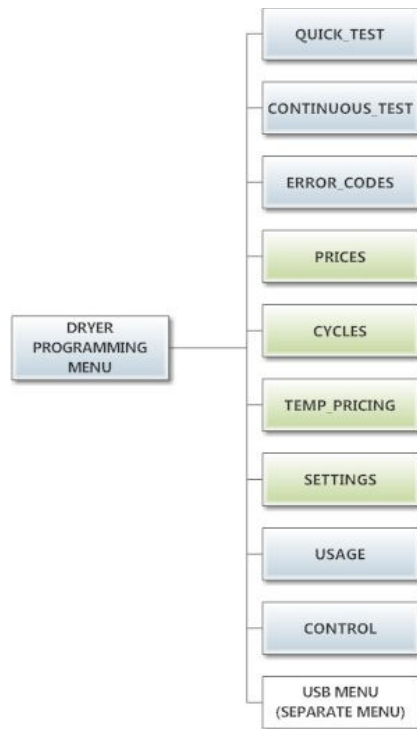 QUICK_TEST
CONTINUOUS_TEST
ERROR_CODES
PRICES
DRYER
PROGRAMMING
MENU
CYCLES
TEMP_PRICING
SETTINGS
USAGE
CONTROL
USB MENU
(SEPARATE MENU)